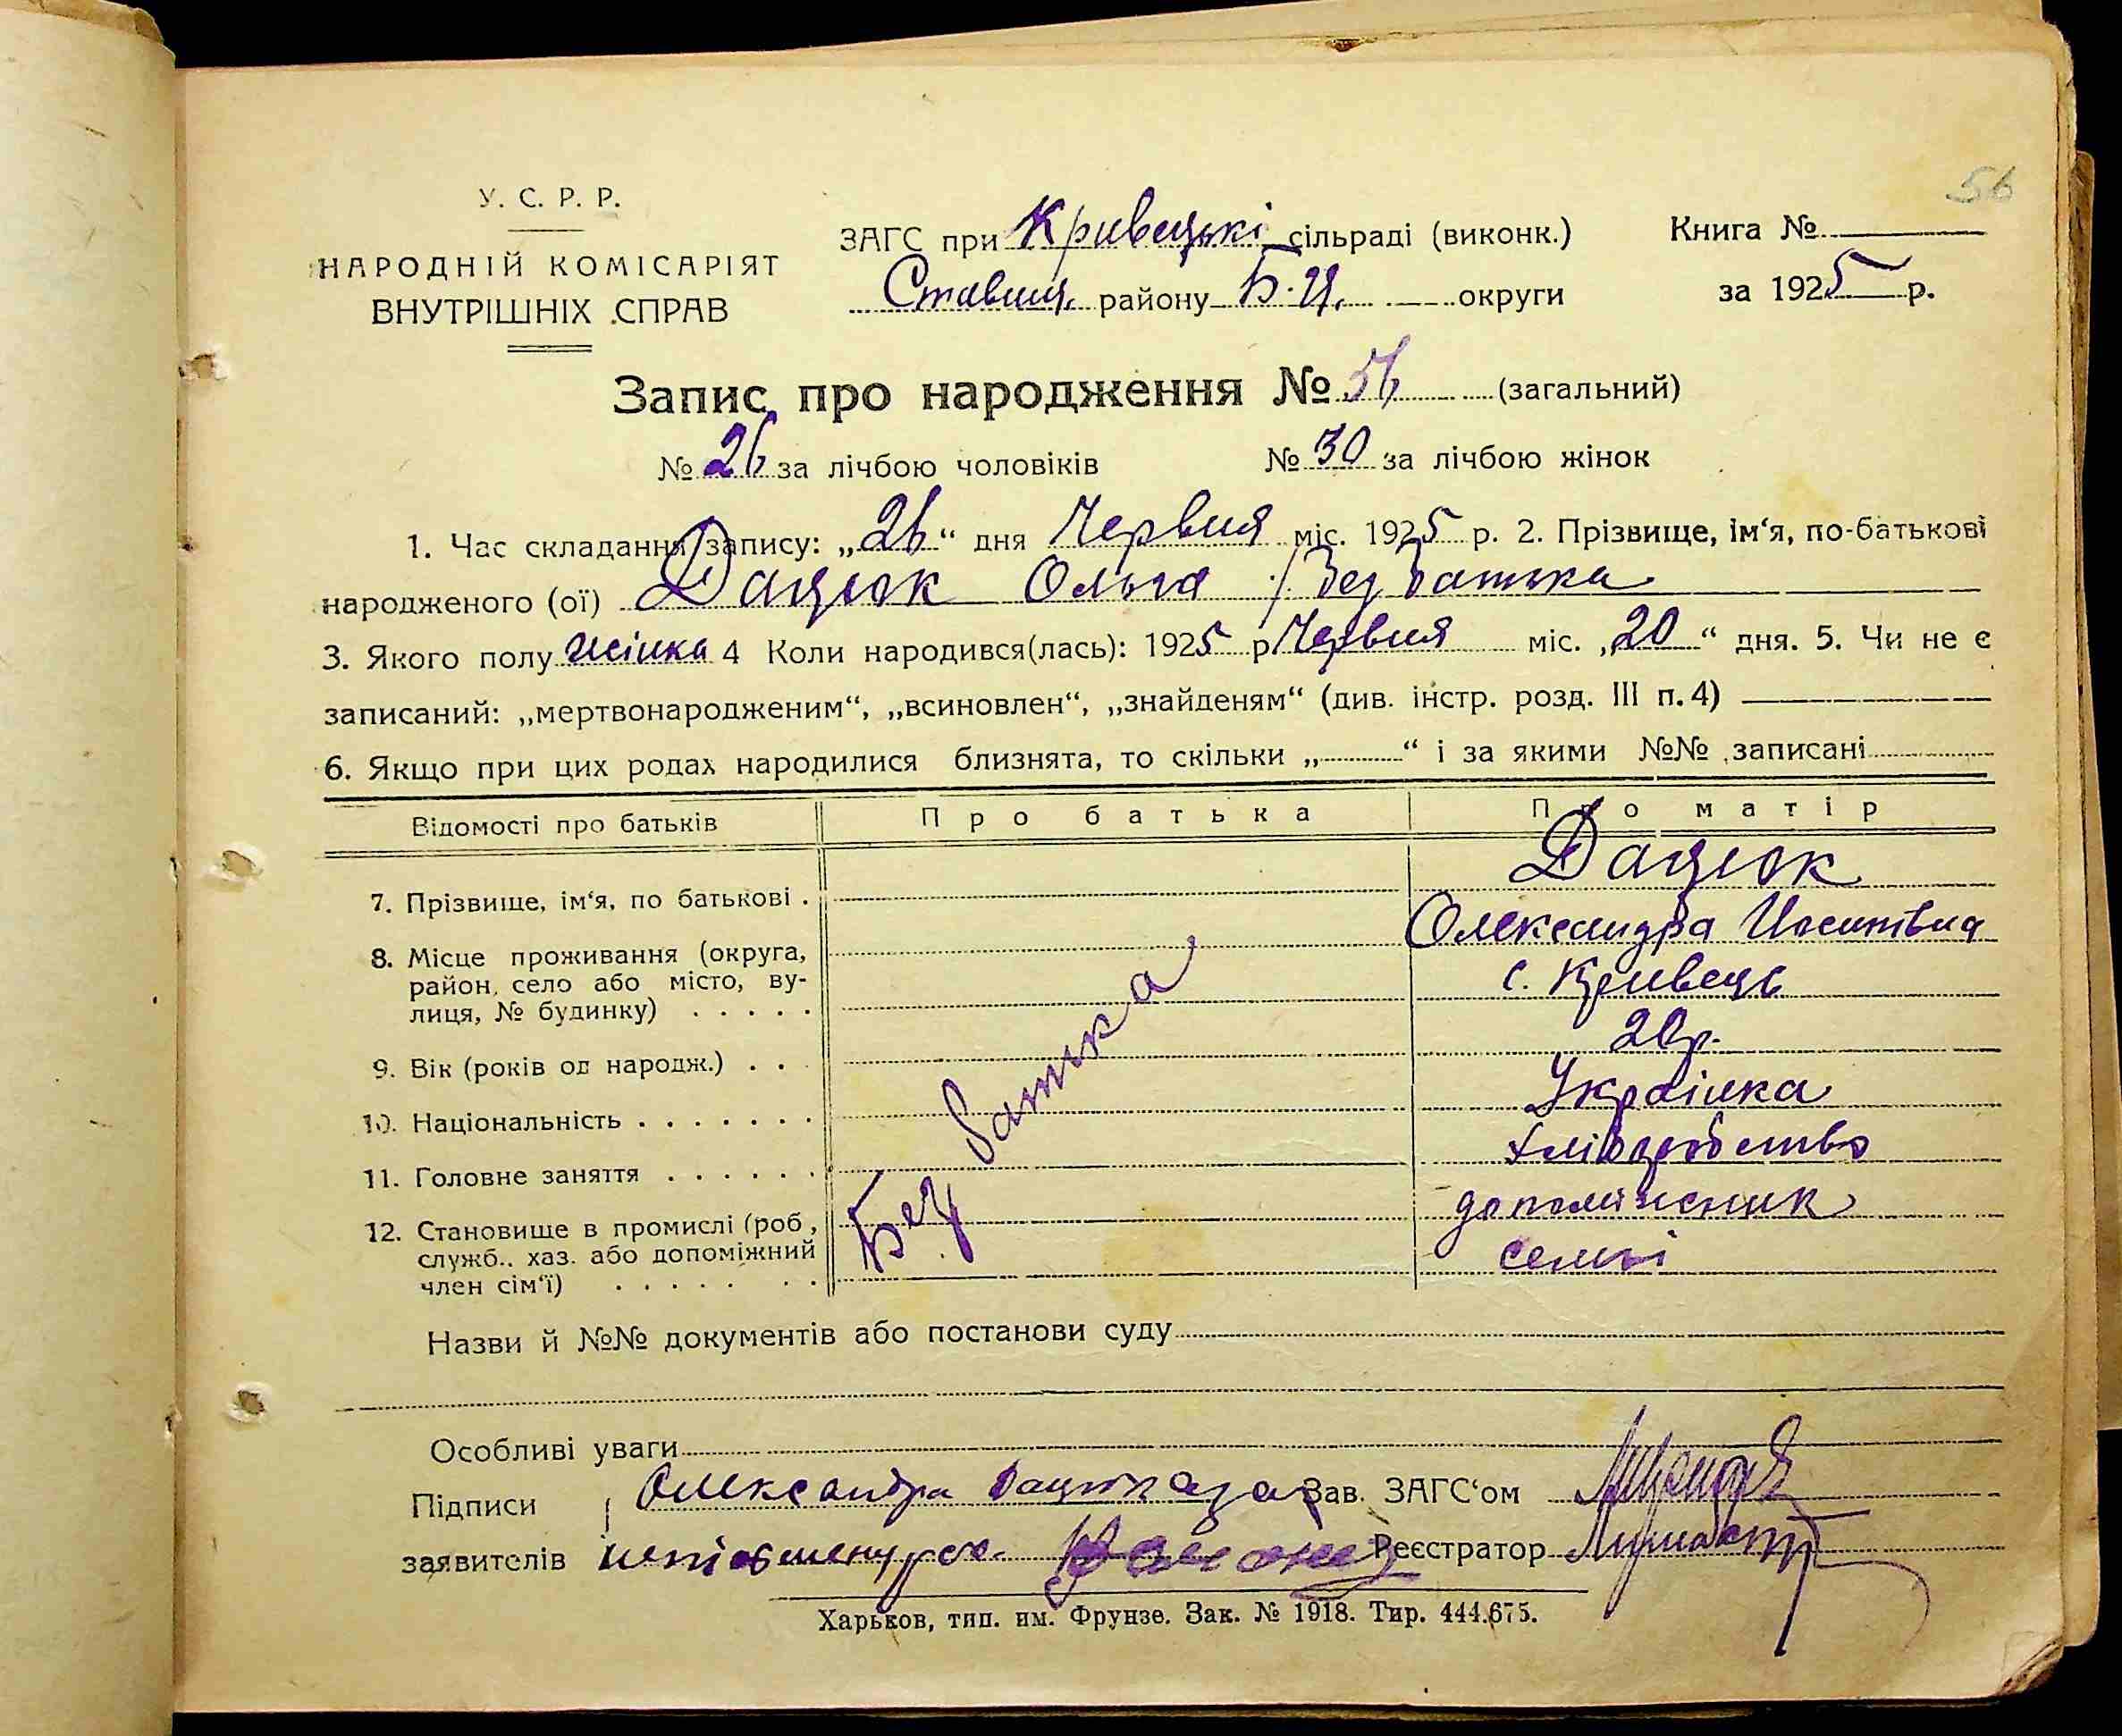 56
У. С. Р. Р.
НАРОДНІЙ КОМІСАРІЯТ
ВНУТРІШНІХ СПРАВ
ЗАГС при Кривецькі сільраді (виконк.)
Ставищ. району Б.Ц. округи
Книга №
за 1925 р.
Запис про народження № 56 (загальний)
№ 26 за лічбою чоловіків № 30 за лічбою жінок
1. Час складання запису: „26“ дня Червня міс. 1925 р. 2. Прізвище, ім‘я, по-батькові
народженого (ої) Дацюк Ольга / Без батька
3. Якого полу жінка 4 Коли народився(лась): 1925 р Червня міс. „20“ дня. 5. Чи не є
записаний: „мертвонародженим“, „всиновлен“, „знайденям“ (див. інстр. розд. III п. 4)
6. Якщо при цих родах народилися близнята, то скільки „ “ і за якими №№ записані
Відомості про батьків Про батька Про матір
7. Прізвище, ім‘я, по батькові . Дацюк
Олександра Йосипівна
8. Місце проживання (округа,
район, село або місто, ву-
лиця, № будинку) . . . . .
с. Кривець
9. Вік (років од народж.) . . 20 р.
10. Національність . . . . . . . Українка
11. Головне заняття . . . . . . хліборобство
12. Становище в промислі (роб,
служб.. хаз. або допоміжний
член сім‘ї) . . . . . . .
допоміжник
семьі
Без батька
Назви й №№ документів або постанови суду
Особливі уваги
Підписи Олександра Дацюк а за Зав. ЗАГС‘ом
заявителів неписьменну Реєстратор
Харьков, тип. им. Фрунзе. Зак. № 1918. Тир. 444.675.